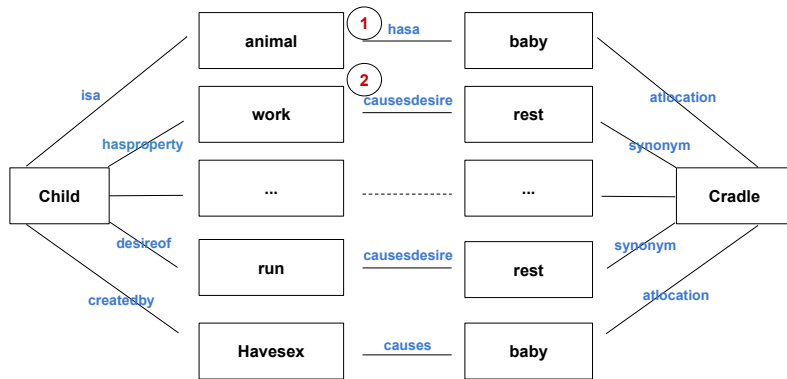 animal
1
hasa
baby
isa
2
work
causesdesire
rest
atlocation
hasproperty
synonym
Child
...
...
Cradle
desireof
run
causesdesire
rest
synonym
createdby
atlocation
Havesex
causes
baby